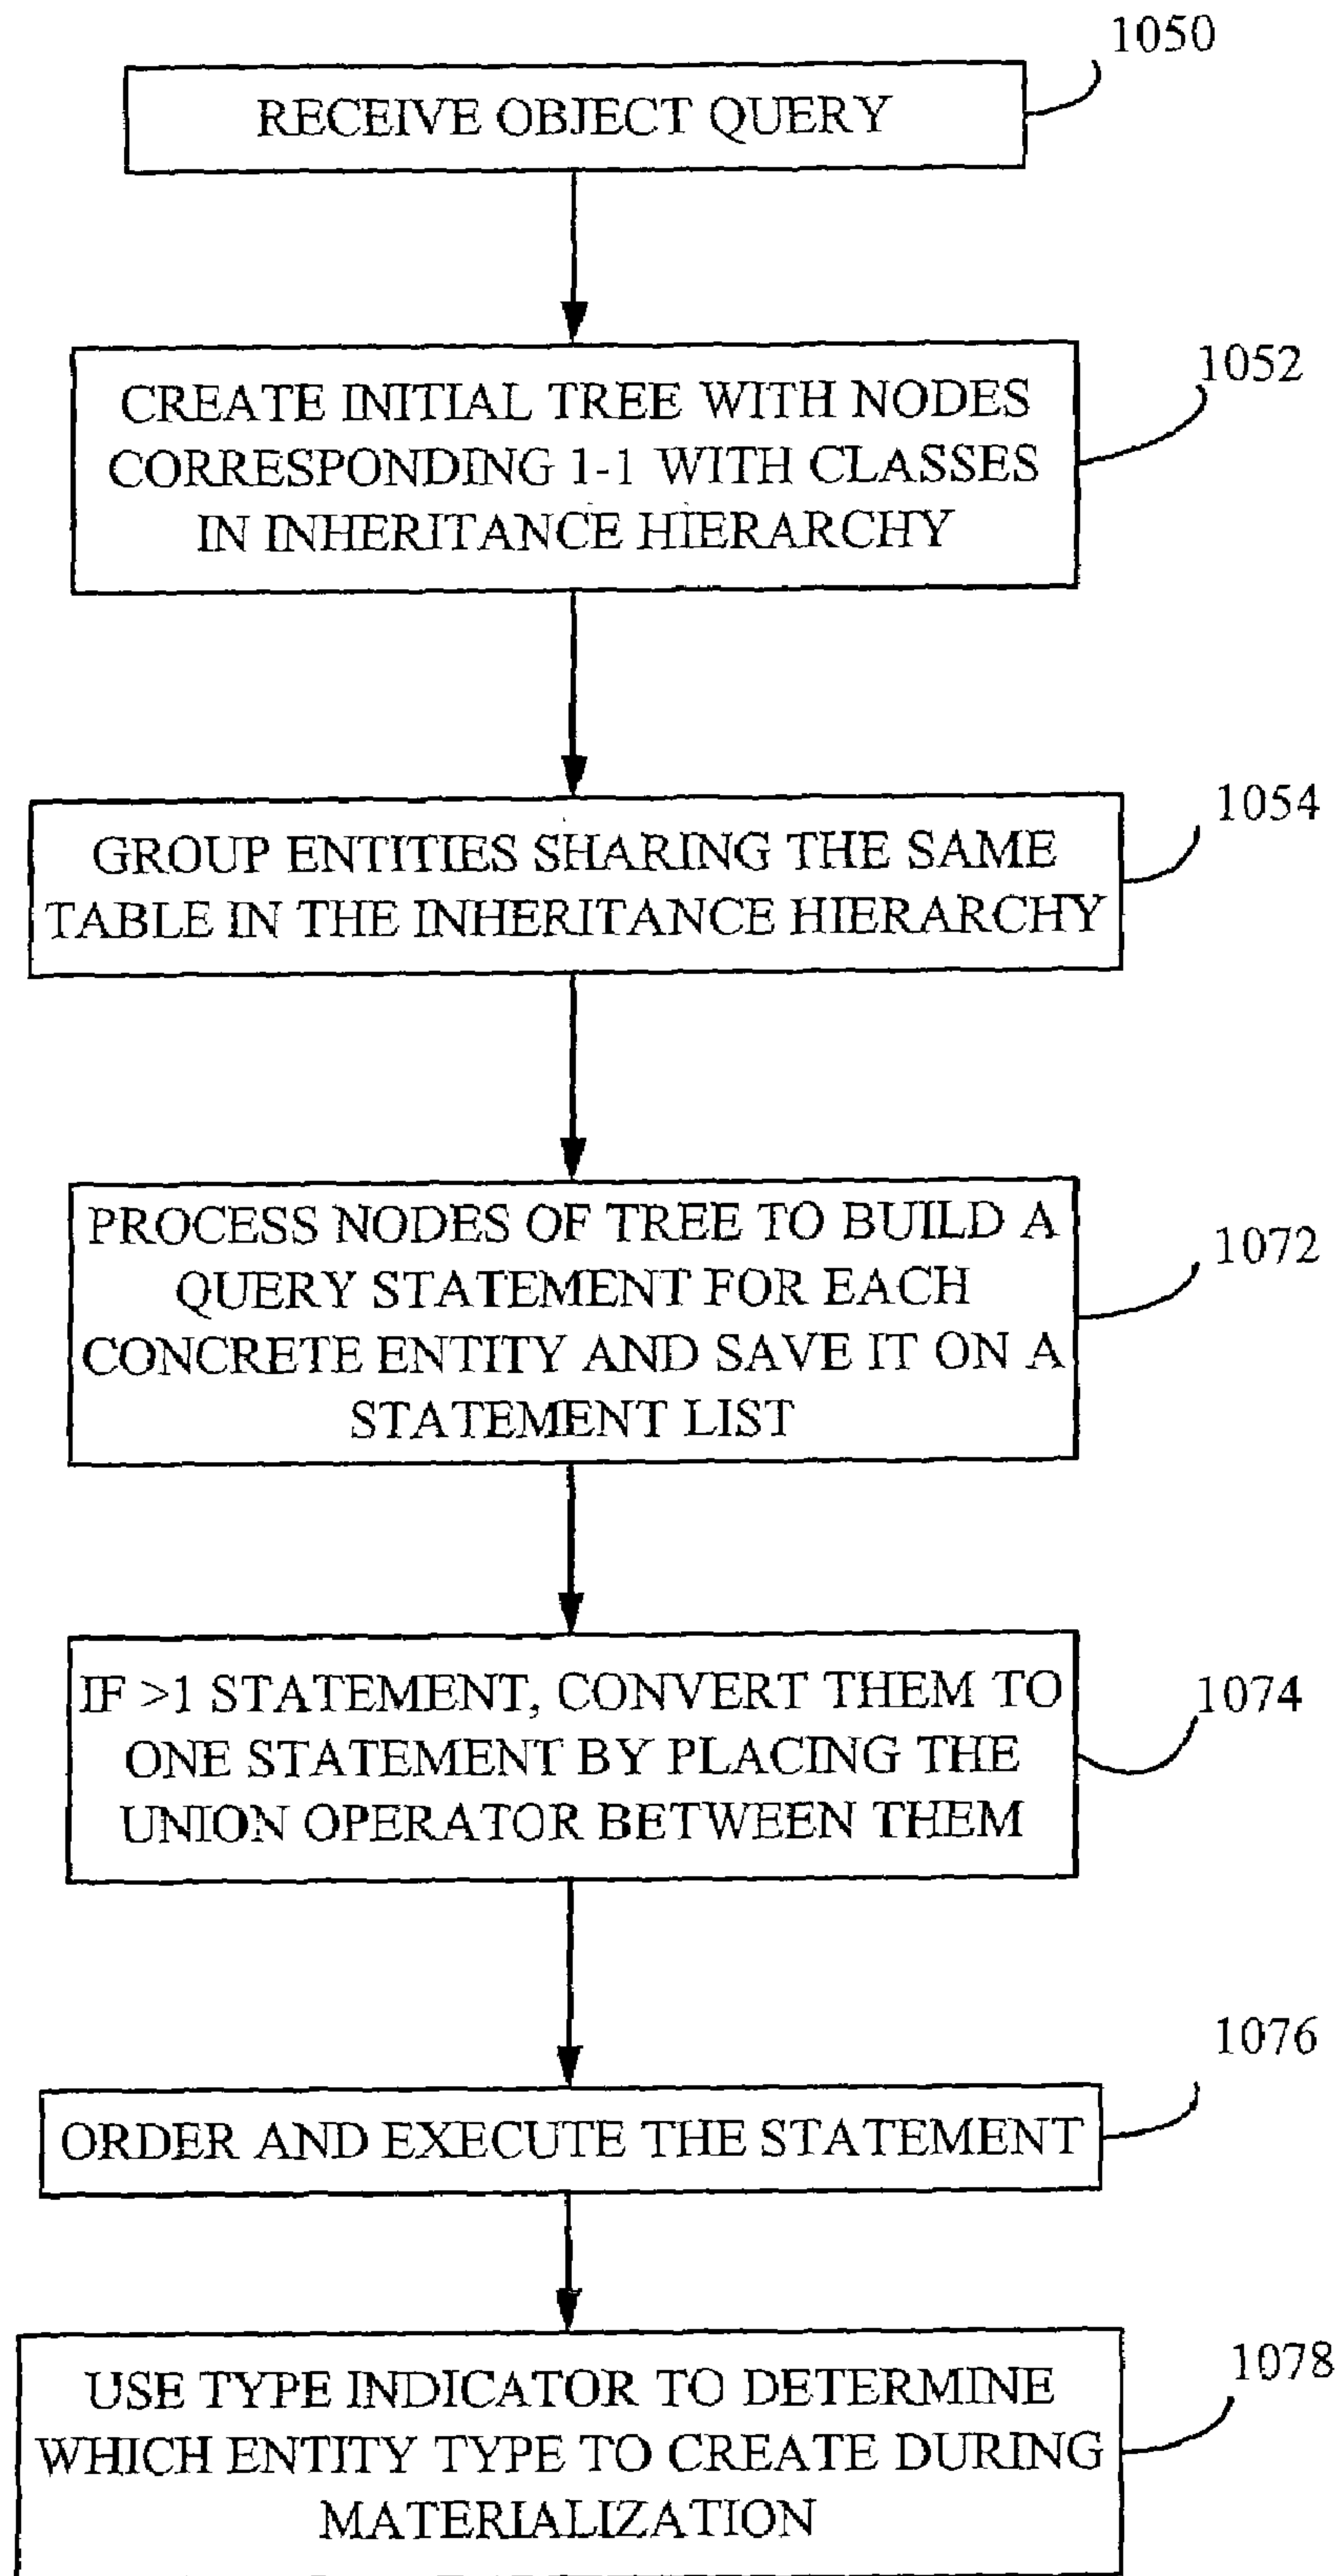 1050
RECEIVE OBJECT QUERY
1052
CREATE INITIAL TREE WITH NODES
CORRESPONDING 1-1 WITH CLASSES
IN INHERITANCE HIERARCHY
1054
GROUP ENTITIES SHARING THE SAME
TABLE IN THE INHERITANCE HIERARCHY
PROCESS NODES OF TREE TO BUILD A
1072
QUERY STATEMENT FOR EACH
CONCRETE ENTITY AND SAVE IT ON A
STATEMENT LIST
1074
IF >1 STATEMENT, CONVERT THEM TO
ONE STATEMENT BY PLACING THE
UNION OPERATOR BETWEEN THEM
1076
ORDER AND EXECUTE THE STATEMENT
1078
USE TYPE INDICATOR TO DETERMINE
WHICH ENTITY TYPE TO CREATE DURING
MATERIALIZATION